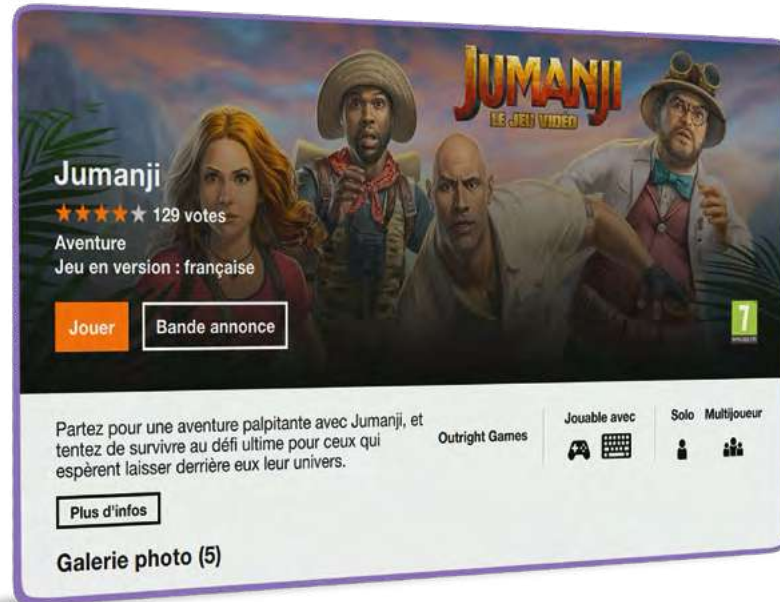 JUMANJI
LE JEU VIDÉO
Jumanji
129 votes
Aventure
Jeu en version : française
Jouer
Bande annonce
7
Partez pour une aventure palpitante avec Jumanji, et
tentez de survivre au défi ultime pour ceux qui
espèrent laisser derrière eux leur univers.
Outright Games
Jouable avec
Solo
Multijoueur
Plus d'infos
Galerie photo (5)